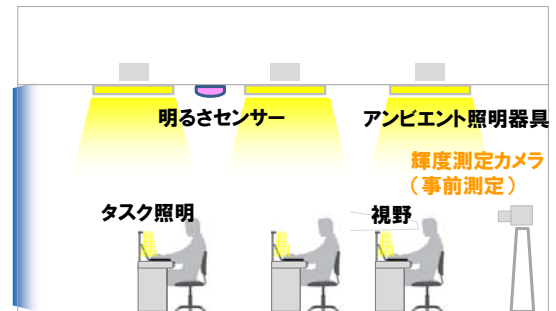 明るさセンサー
アンビエント照明器具
輝度測定カメラ
（事前測定）
タスク照明
視野